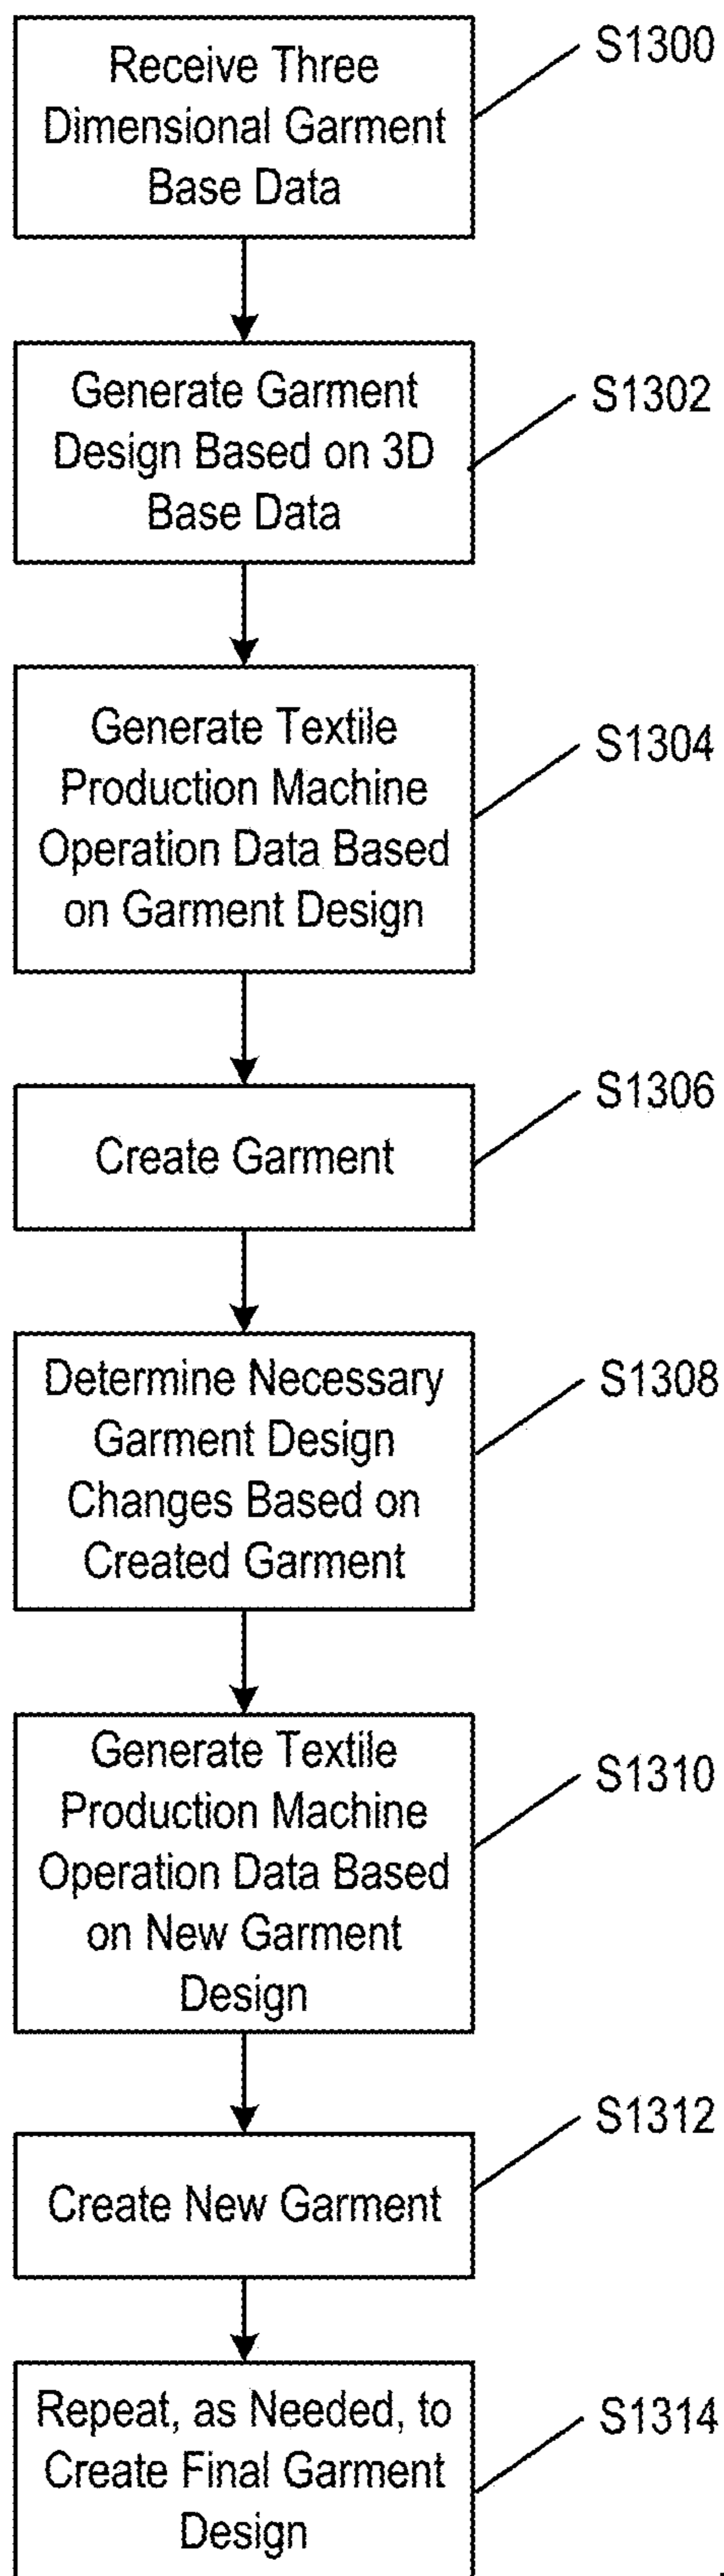 Receive Three
Dimensional Garment
Base Data
S1300
Generate Garment
Design Based on 3D
Base Data
S1302
Generate Textile
Production Machine
Operation Data Based
on Garment Design
S1304
Create Garment
S1306
Determine Necessary
Garment Design
Changes Based on
Created Garment
S1308
Generate Textile
Production Machine
Operation Data Based
on New Garment
Design
S1310
Create New Garment
S1312
Repeat, as Needed, to
Create Final Garment
Design
S1314